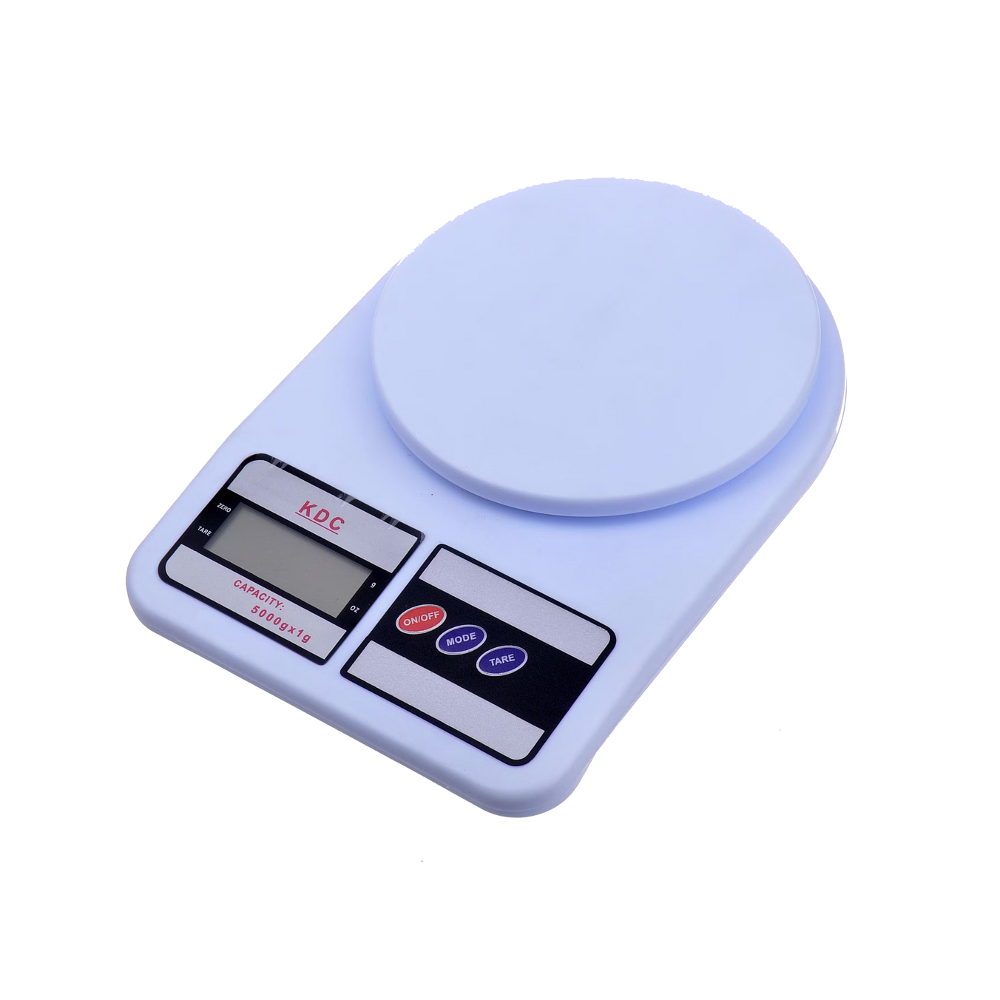 KDC
ZERO
TARE
g
OZ
CAPACITY:
5000gx1g
ON/OFF
MODE
TARE